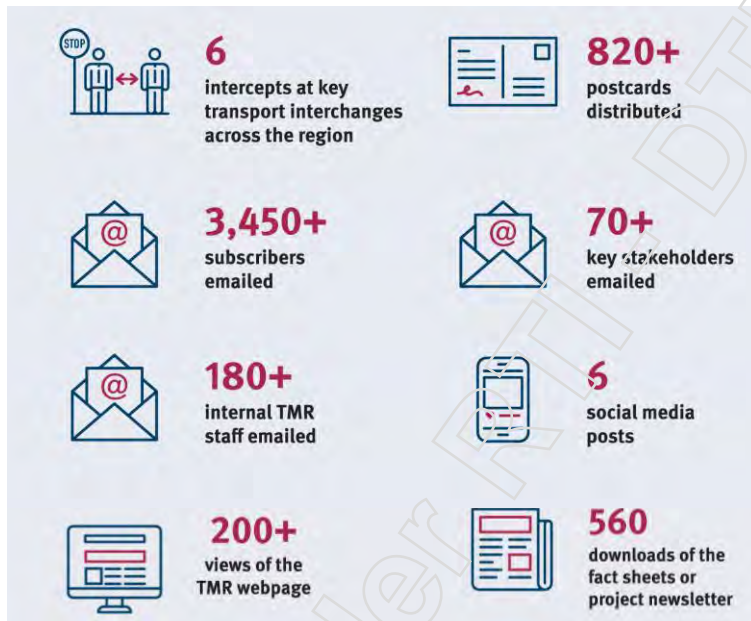 STOP
6
intercepts at key
transport interchanges
across the region
820+
postcards
distributed
@
3,450+
subscribers
emailed
@
70+
key stakeholders
emailed
@
180+
internal TMR
staff emailed
6
social media
posts
200+
views of the
TMR webpage
560
downloads of the
fact sheets or
project newsletter